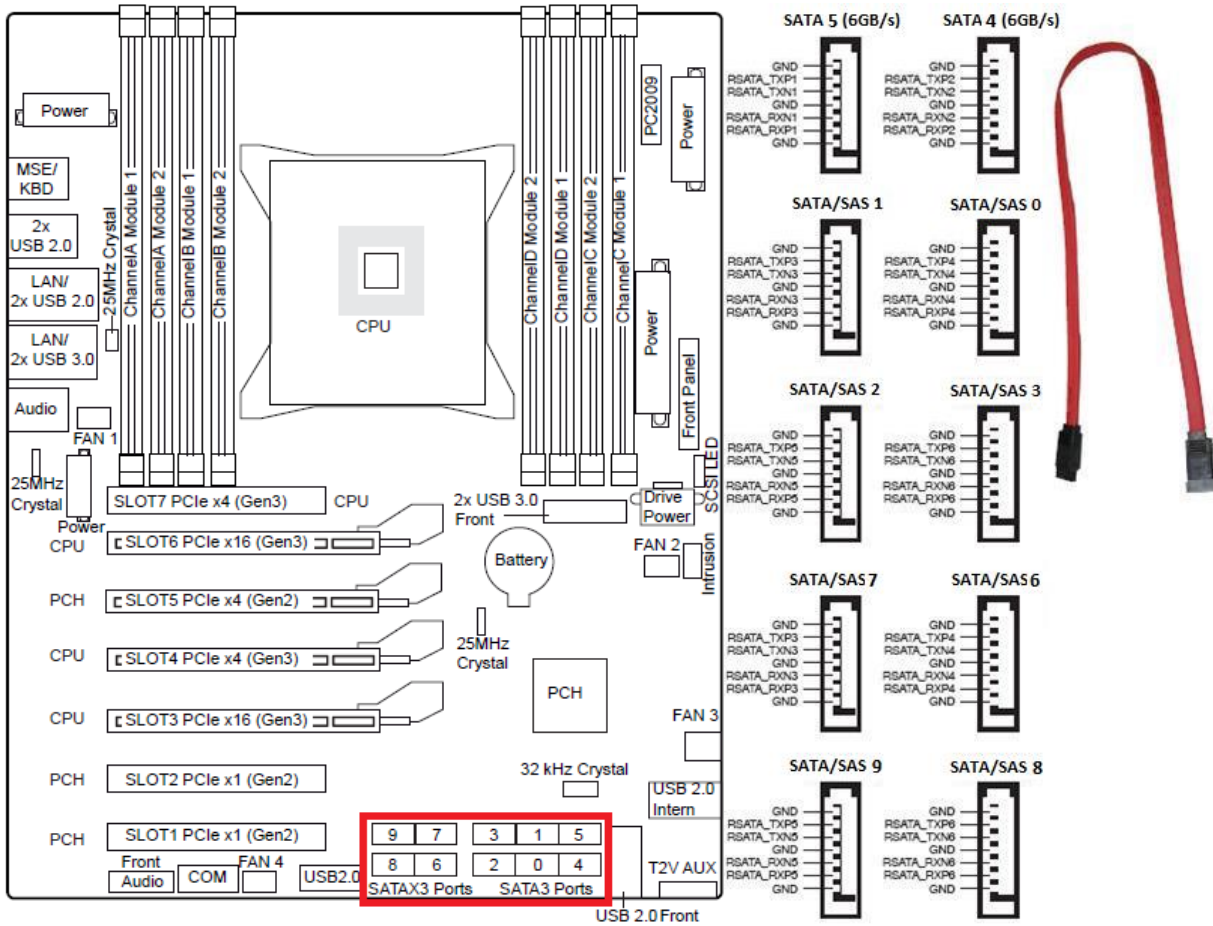 Power
MSE/
KBD
2x
USB 2.0
LAN/
2x USB 2.0
LAN/
2x USB 3.0
Audio
25MHz Crystal
FAN 1
25MHz
Crystal
Power
ChannelA Module 1
ChannelA Module 2
ChannelB Module 1
ChannelB Module 2
CPU
ChannelD Module 2
ChannelD Module 1
ChannelC Module 2
ChannelC Module 1
PC2009
Power
Power
Front Panel
SCSI LED
SLOT7 PCIe x4 (Gen3)
CPU
2x USB 3.0
Front
Drive
Power
CPU
SLOT6 PCIe x16 (Gen3)
Battery
FAN 2
Intrusion
PCH
SLOT5 PCIe x4 (Gen2)
25MHz
Crystal
CPU
SLOT4 PCIe x4 (Gen3)
PCH
CPU
SLOT3 PCIe x16 (Gen3)
FAN 3
PCH
SLOT2 PCIe x1 (Gen2)
32 kHz Crystal
USB 2.0
Intern
PCH
SLOT1 PCIe x1 (Gen2)
9 7 3 1 5
8 6 2 0 4
SATAX3 Ports SATA3 Ports
Front
Audio
COM
FAN 4
USB2.0
T2V AUX
USB 2.0 Front
SATA 5 (6GB/s)
GND
RSATA_TXP1
RSATA_TXN1
GND
RSATA_RXN1
RSATA_RXP1
GND
SATA 4 (6GB/s)
GND
RSATA_TXP2
RSATA_TXN2
GND
RSATA_RXN2
RSATA_RXP2
GND
SATA/SAS 1
GND
RSATA_TXP3
RSATA_TXN3
GND
RSATA_RXN3
RSATA_RXP3
GND
SATA/SAS 0
GND
RSATA_TXP4
RSATA_TXN4
GND
RSATA_RXN4
RSATA_RXP4
GND
SATA/SAS 2
GND
RSATA_TXP5
RSATA_TXN5
GND
RSATA_RXN5
RSATA_RXP5
GND
SATA/SAS 3
GND
RSATA_TXP6
RSATA_TXN6
GND
RSATA_RXN6
RSATA_RXP6
GND
SATA/SAS 7
GND
RSATA_TXP3
RSATA_TXN3
GND
RSATA_RXN3
RSATA_RXP3
GND
SATA/SAS 6
GND
RSATA_TXP4
RSATA_TXN4
GND
RSATA_RXN4
RSATA_RXP4
GND
SATA/SAS 9
GND
RSATA_TXP5
RSATA_TXN5
GND
RSATA_RXN5
RSATA_RXP5
GND
SATA/SAS 8
GND
RSATA_TXP6
RSATA_TXN6
GND
RSATA_RXN6
RSATA_RXP6
GND